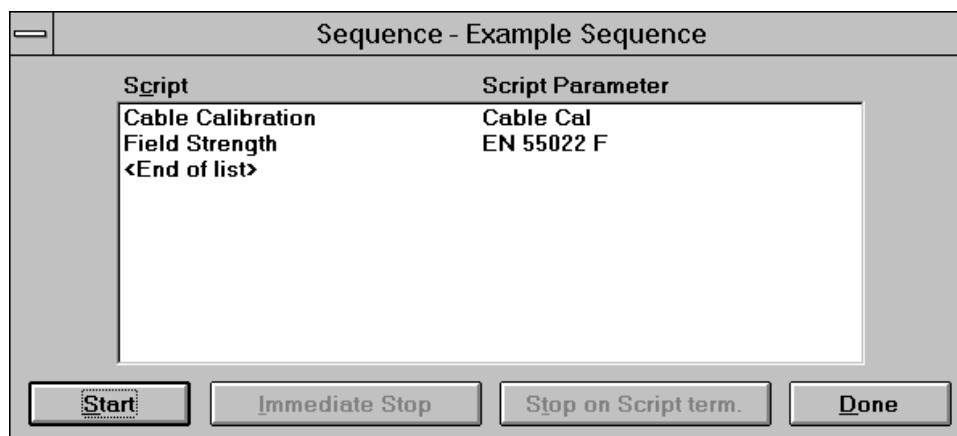 Sequence - Example Sequence
Script Script Parameter
Cable Calibration Cable Cal
Field Strength EN 55022 F
<End of list>
Start Immediate Stop Stop on Script term. Done